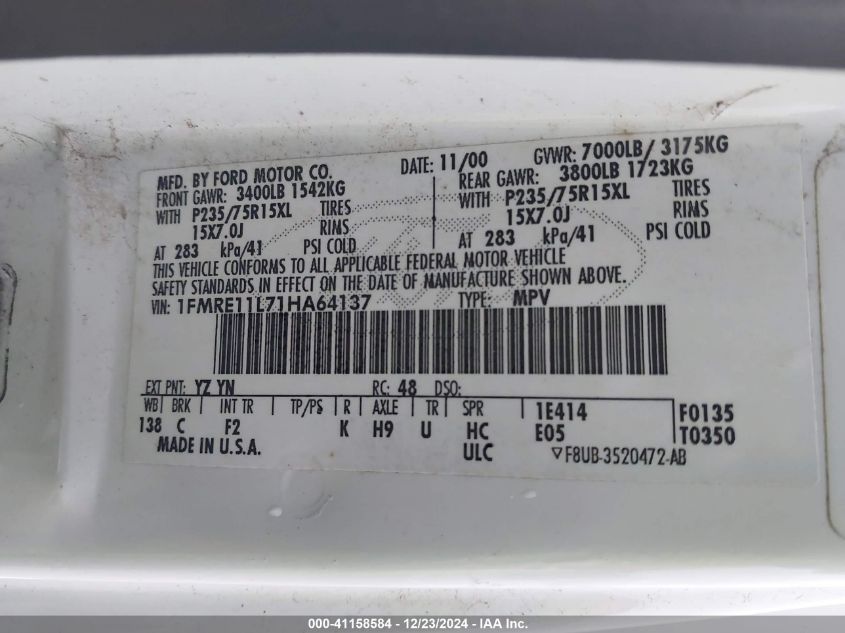 MFD. BY FORD MOTOR CO. DATE: 11/00 GVWR: 7000LB/ 3175KG
FRONT GAWR: 3400LB 1542KG REAR GAWR: 3800LB 1723KG
WITH P235/75R15XL TIRES WITH P235/75R15XL TIRES
15X7.0J RIMS 15X7.0J RIMS
AT 283 kPa/41 PSI COLD AT 283 kPa/41 PSI COLD
THIS VEHICLE CONFORMS TO ALL APPLICABLE FEDERAL MOTOR VEHICLE
SAFETY STANDARDS IN EFFECT ON THE DATE OF MANUFACTURE SHOWN ABOVE.
VIN: 1FMRE11L71HA64137 TYPE: MPV
EXT PNT: YZ YN RC: 48 DSO:
WB BRK INT TR TP/PS R AXLE TR SPR 1E414 F0135
138 C F2 K H9 U HC E05 T0350
MADE IN U.S.A. ULC F8UB-3520472-AB
000-41158584 - 12/23/2024 - IAA Inc.